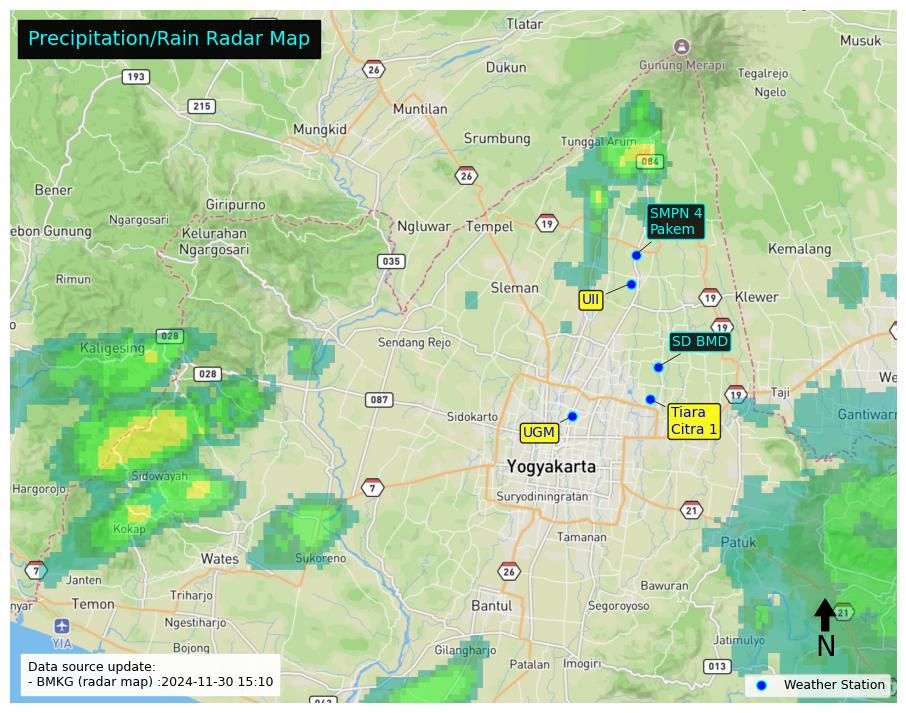 Precipitation/Rain Radar Map
Tlatar
Musuk
26
Dukun
Gunung Merapi
Tegalrejo
193
Ngelo
215
Muntilan
Mungkid
Srumbung
Tunggal Arum
084
26
Bener
Giripurno
SMPN 4
Pakem
Ngargosari
Ngluwar
Tempel
19
ebon Gunung
Kelurahan
Ngargosari
Kemalang
035
Rimun
Sleman
UII
19
Klewer
19
028
Sendang Rejo
SD BMD
Kaligesing
028
We
Taji
087
19
Sidokarto
Tiara
Citra 1
Gantiwarn
UGM
Yogyakarta
Sidowayah
Hargorojo
7
Suryodiningratan
21
Kokap
Tamanan
Patuk
Wates
Sukoreno
7
Janten
26
Bawuran
nyar
Temon
Triharjo
Bantul
Segoroyoso
21
Ngestiharjo
YIA
N
Bojong
Gilangharjo
Jatimulyo
Patalan
Imogiri
013
Data source update:
- BMKG (radar map) :2024-11-30 15:10
Weather Station